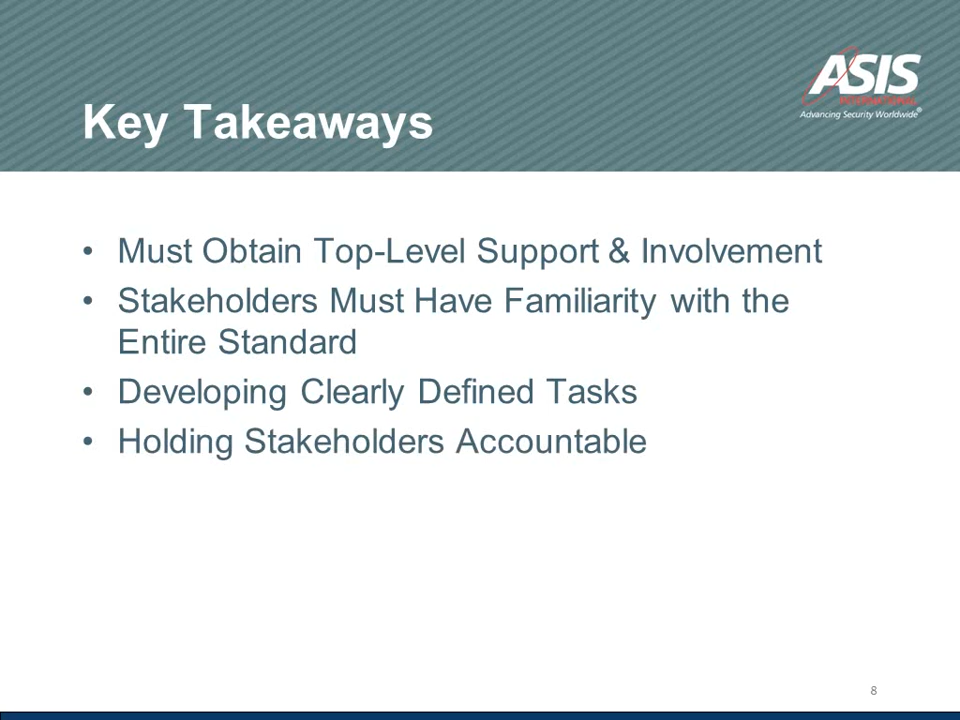 ASIS
INTERNATIONAL
Advancing Security Worldwide®
Key Takeaways
• Must Obtain Top-Level Support & Involvement
• Stakeholders Must Have Familiarity with the
Entire Standard
• Developing Clearly Defined Tasks
• Holding Stakeholders Accountable
8